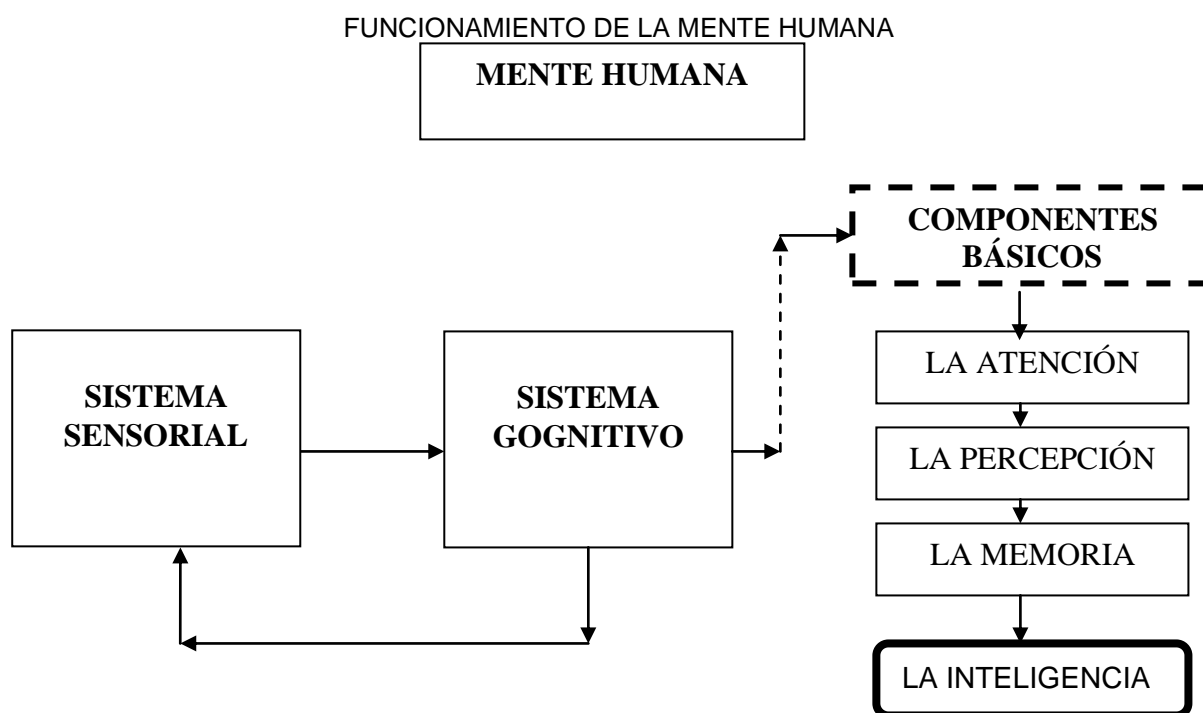 FUNCIONAMIENTO DE LA MENTE HUMANA
MENTE HUMANA
COMPONENTES
BÁSICOS
SISTEMA
SENSORIAL
SISTEMA
GOGNITIVO
LA ATENCIÓN
LA PERCEPCIÓN
LA MEMORIA
LA INTELIGENCIA